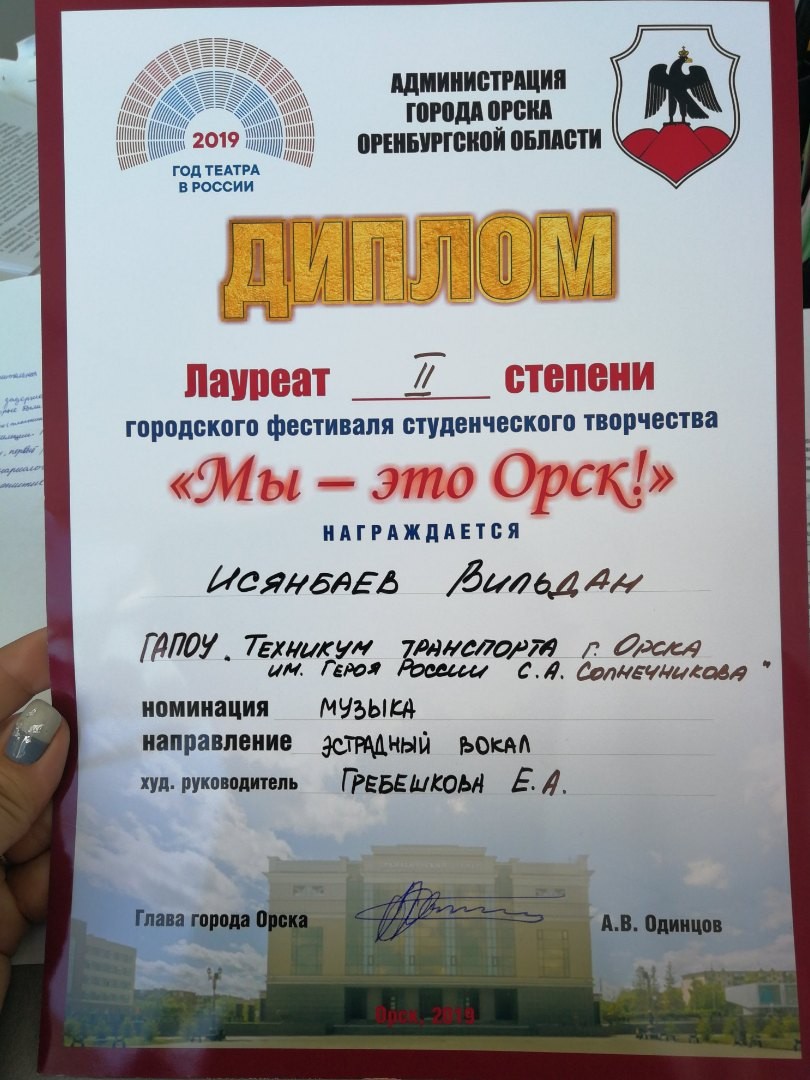 2019
ГОД ТЕАТРА
В РОССИИ
АДМИНИСТРАЦИЯ
ГОРОДА ОРСКА
ОРЕНБУРГСКОЙ ОБЛАСТИ
ДИПЛОМ
Лауреат II степени
городского фестиваля студенческого творчества
«Мы – это Орск!»
НАГРАЖДАЕТСЯ
Исянбаев Вильдан
ГАПОУ "Техникум транспорта г. Орска
им. Героя России С.А. Солнечникова"
номинация музыка
направление эстрадный вокал
худ. руководитель Гребешкова Е.А.
Глава города Орска А.В. Одинцов
Орск, 2019